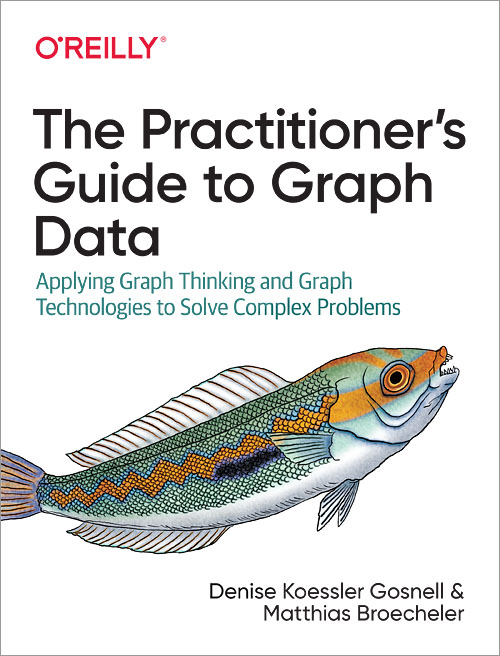 O'REILLY®
The Practitioner's
Guide to Graph
Data
Applying Graph Thinking and Graph
Technologies to Solve Complex Problems
Denise Koessler Gosnell &
Matthias Broecheler